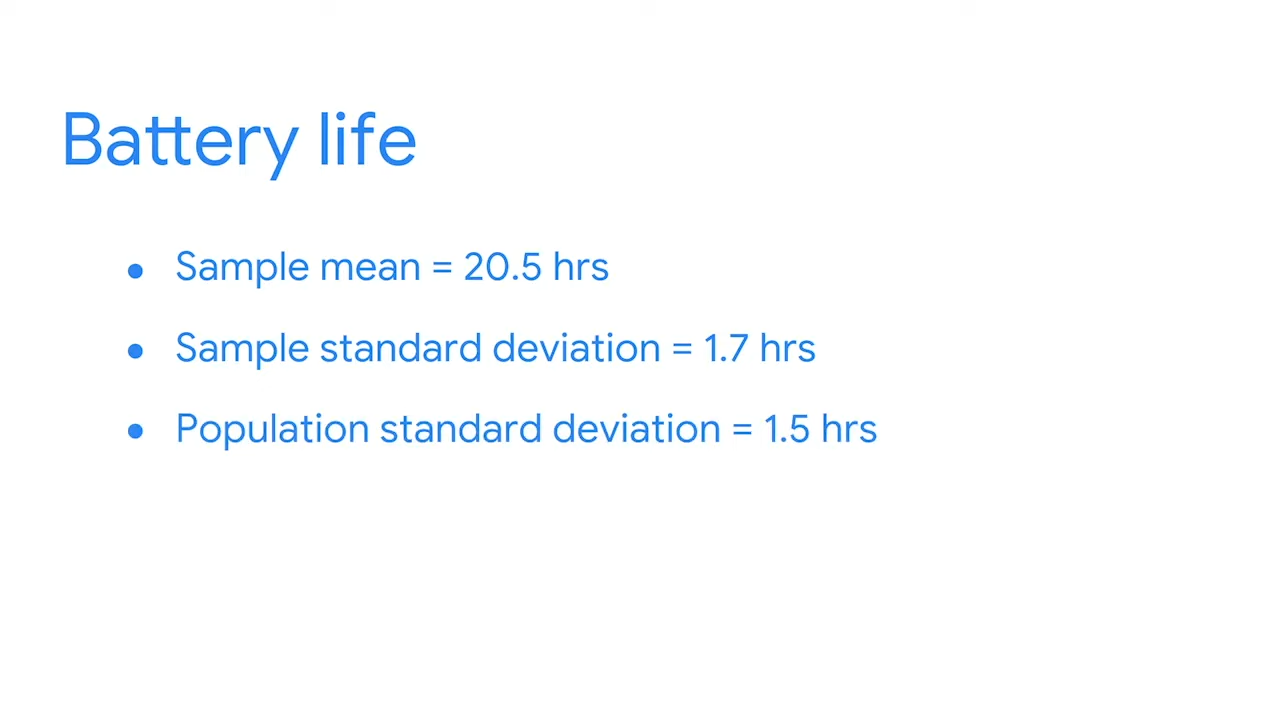 Battery life
● Sample mean = 20.5 hrs
● Sample standard deviation = 1.7 hrs
● Population standard deviation = 1.5 hrs